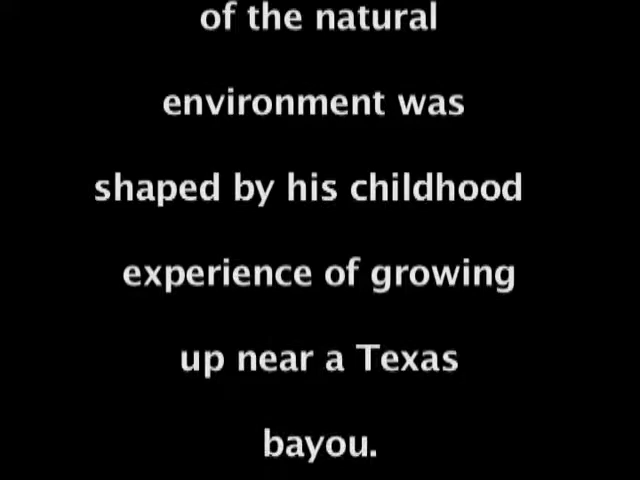 of the natural
environment was
shaped by his childhood
experience of growing
up near a Texas
bayou.